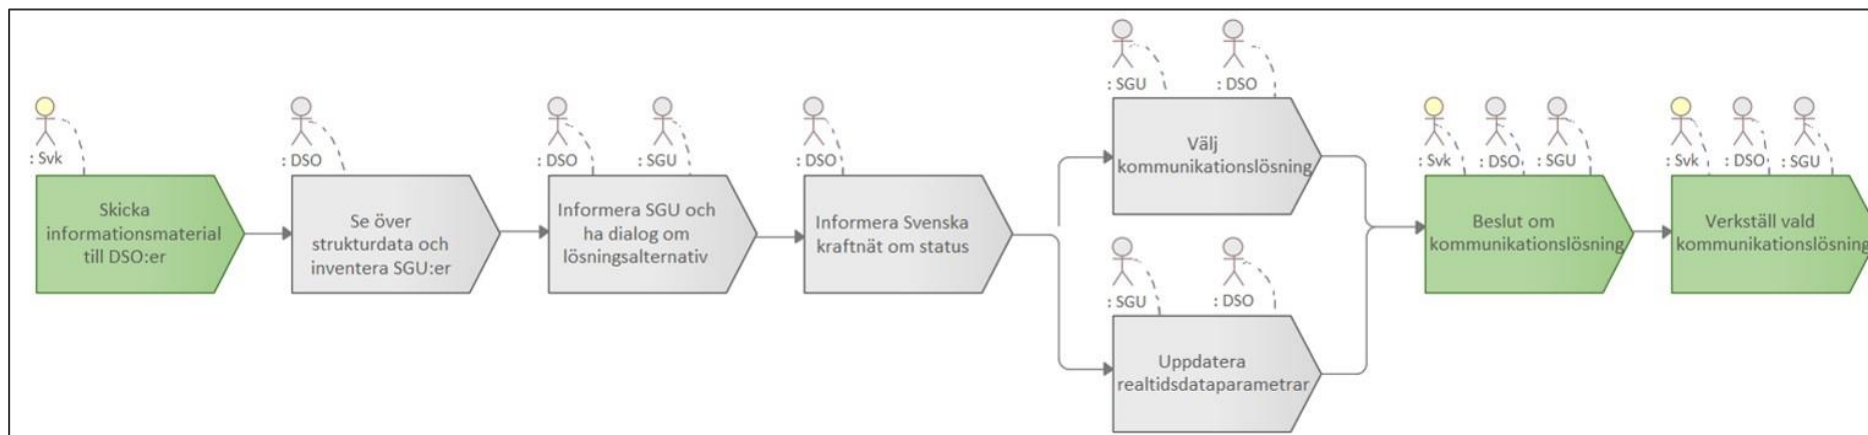 : Svk
Skicka
informationsmaterial
till DSO:er
: DSO
Se över
strukturdata och
inventera SGU:er
: DSO
: SGU
Informera SGU och
ha dialog om
lösningsalternativ
: DSO
Informera Svenska
kraftnät om status
: SGU
: DSO
Välj
kommunikationslösning
: SGU
: DSO
Uppdatera
realtidsdataparametrar
: Svk
: DSO
: SGU
Beslut om
kommunikationslösning
: Svk
: DSO
: SGU
Verkställ vald
kommunikationslösning